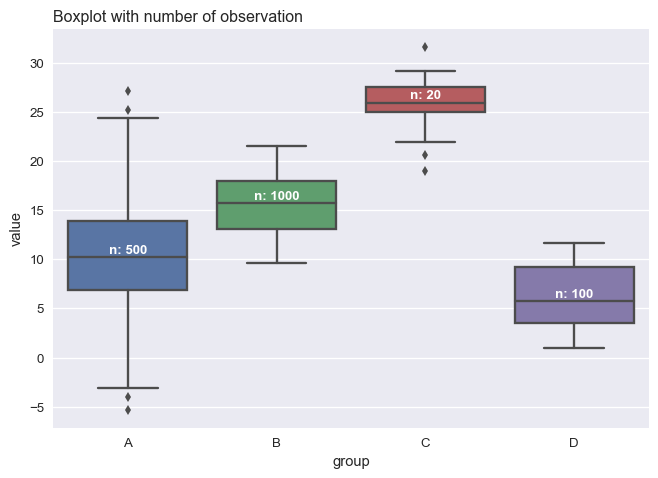 Boxplot with number of observation
30
25
20
15
10
5
0
−5
value
n: 500
n: 1000
n: 20
n: 100
A
B
C
D
group